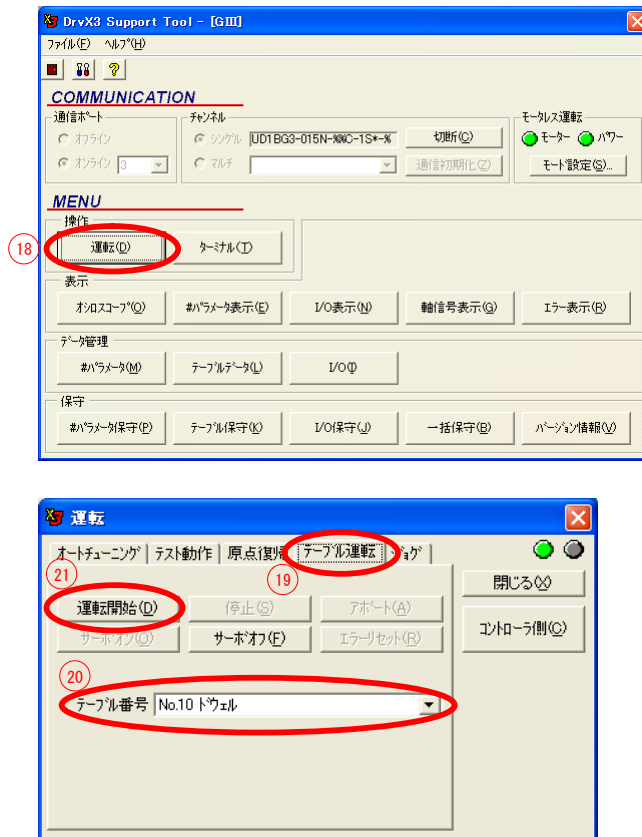 DrvX3 Support Tool - [GⅢ]
ファイル(F) ヘルプ(H)
COMMUNICATION
通信ポート チャンネル モータレス運転
オフライン シングル UD1BG3-015N-%%C-1S*-% 切断(C) モーター パワー
オンライン 3 マルチ 通信初期化(Z) モード設定(S)...
MENU
操作
18 運転(D) ターミナル(T)
表示
オシロスコープ(O) #パラメータ表示(E) I/O表示(N) 軸信号表示(G) エラー表示(R)
データ管理
#パラメータ(M) テーブルデータ(L) I/O(I)
保守
#パラメータ保守(P) テーブル保守(K) I/O保守(J) 一括保守(B) バージョン情報(V)
運転
オートチューニング テスト動作 原点復帰 テーブル運転 ジョグ
21 19 閉じる(X)
運転開始(D) 停止(S) アボート(A) コントローラ側(C)
サーボオン(O) サーボオフ(F) エラーリセット(R)
20
テーブル番号 No.10 ドウェル